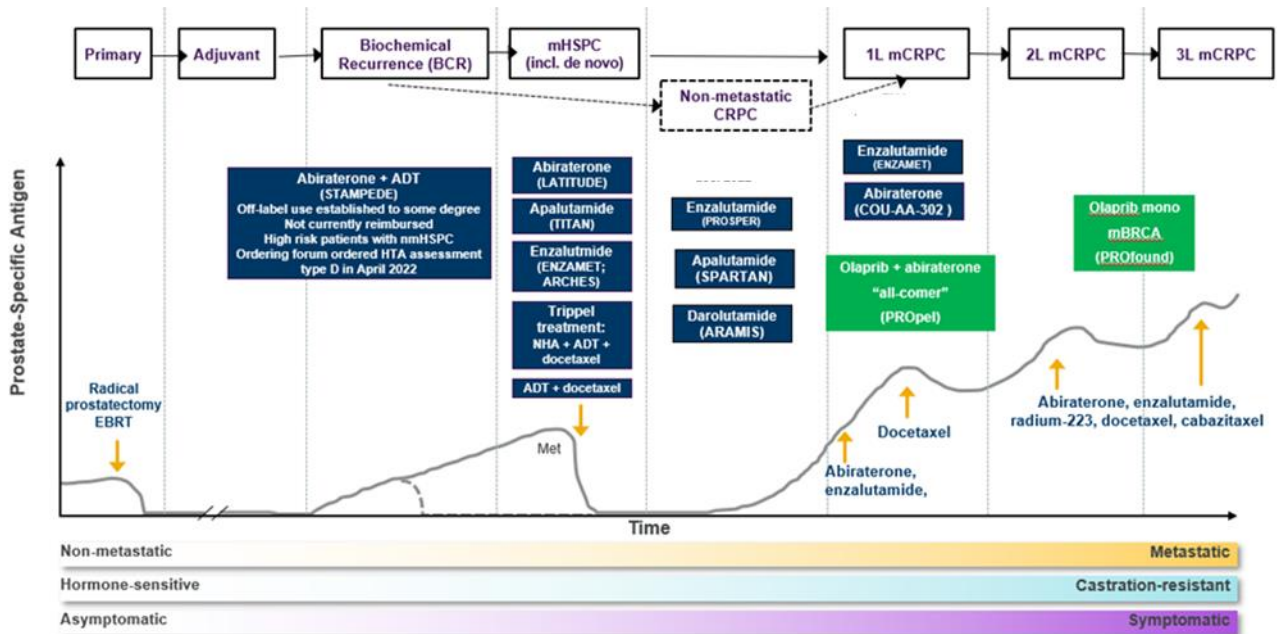 Primary
Adjuvant
Biochemical
Recurrence (BCR)
mHSPC
(incl. de novo)
Non-metastatic
CRPC
1L mCRPC
2L mCRPC
3L mCRPC
Prostate-Specific Antigen
Radical
prostatectomy
EBRT
Abiraterone + ADT
(STAMPEDE)
Off-label use established to some degree
Not currently reimbursed
High risk patients with nmHSPC
Ordering forum ordered HTA assessment
type D in April 2022
Abiraterone
(LATITUDE)
Apalutamide
(TITAN)
Enzalutmide
(ENZAMET;
ARCHES)
Trippel
treatment:
NHA + ADT +
docetaxel
ADT + docetaxel
Met
Enzalutamide
(PROSPER)
Apalutamide
(SPARTAN)
Darolutamide
(ARAMIS)
Enzalutamide
(ENZAMET)
Abiraterone
(COU-AA-302 )
Olaprib + abiraterone
“all-comer”
(PROpel)
Docetaxel
Abiraterone,
enzalutamide,
Olaprib mono
mBRCA
(PROfound)
Abiraterone, enzalutamide,
radium-223, docetaxel, cabazitaxel
Time
Non-metastatic
Metastatic
Hormone-sensitive
Castration-resistant
Asymptomatic
Symptomatic